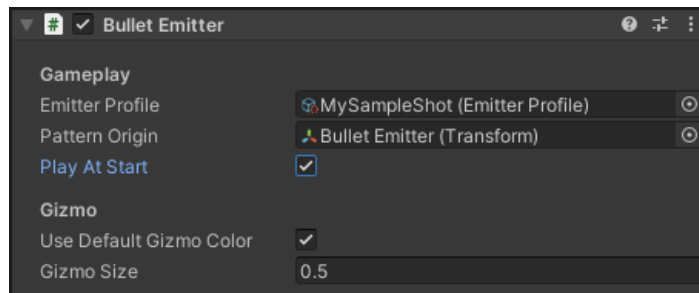 Bullet Emitter
Gameplay
Emitter Profile MySampleShot (Emitter Profile)
Pattern Origin Bullet Emitter (Transform)
Play At Start
Gizmo
Use Default Gizmo Color
Gizmo Size 0.5